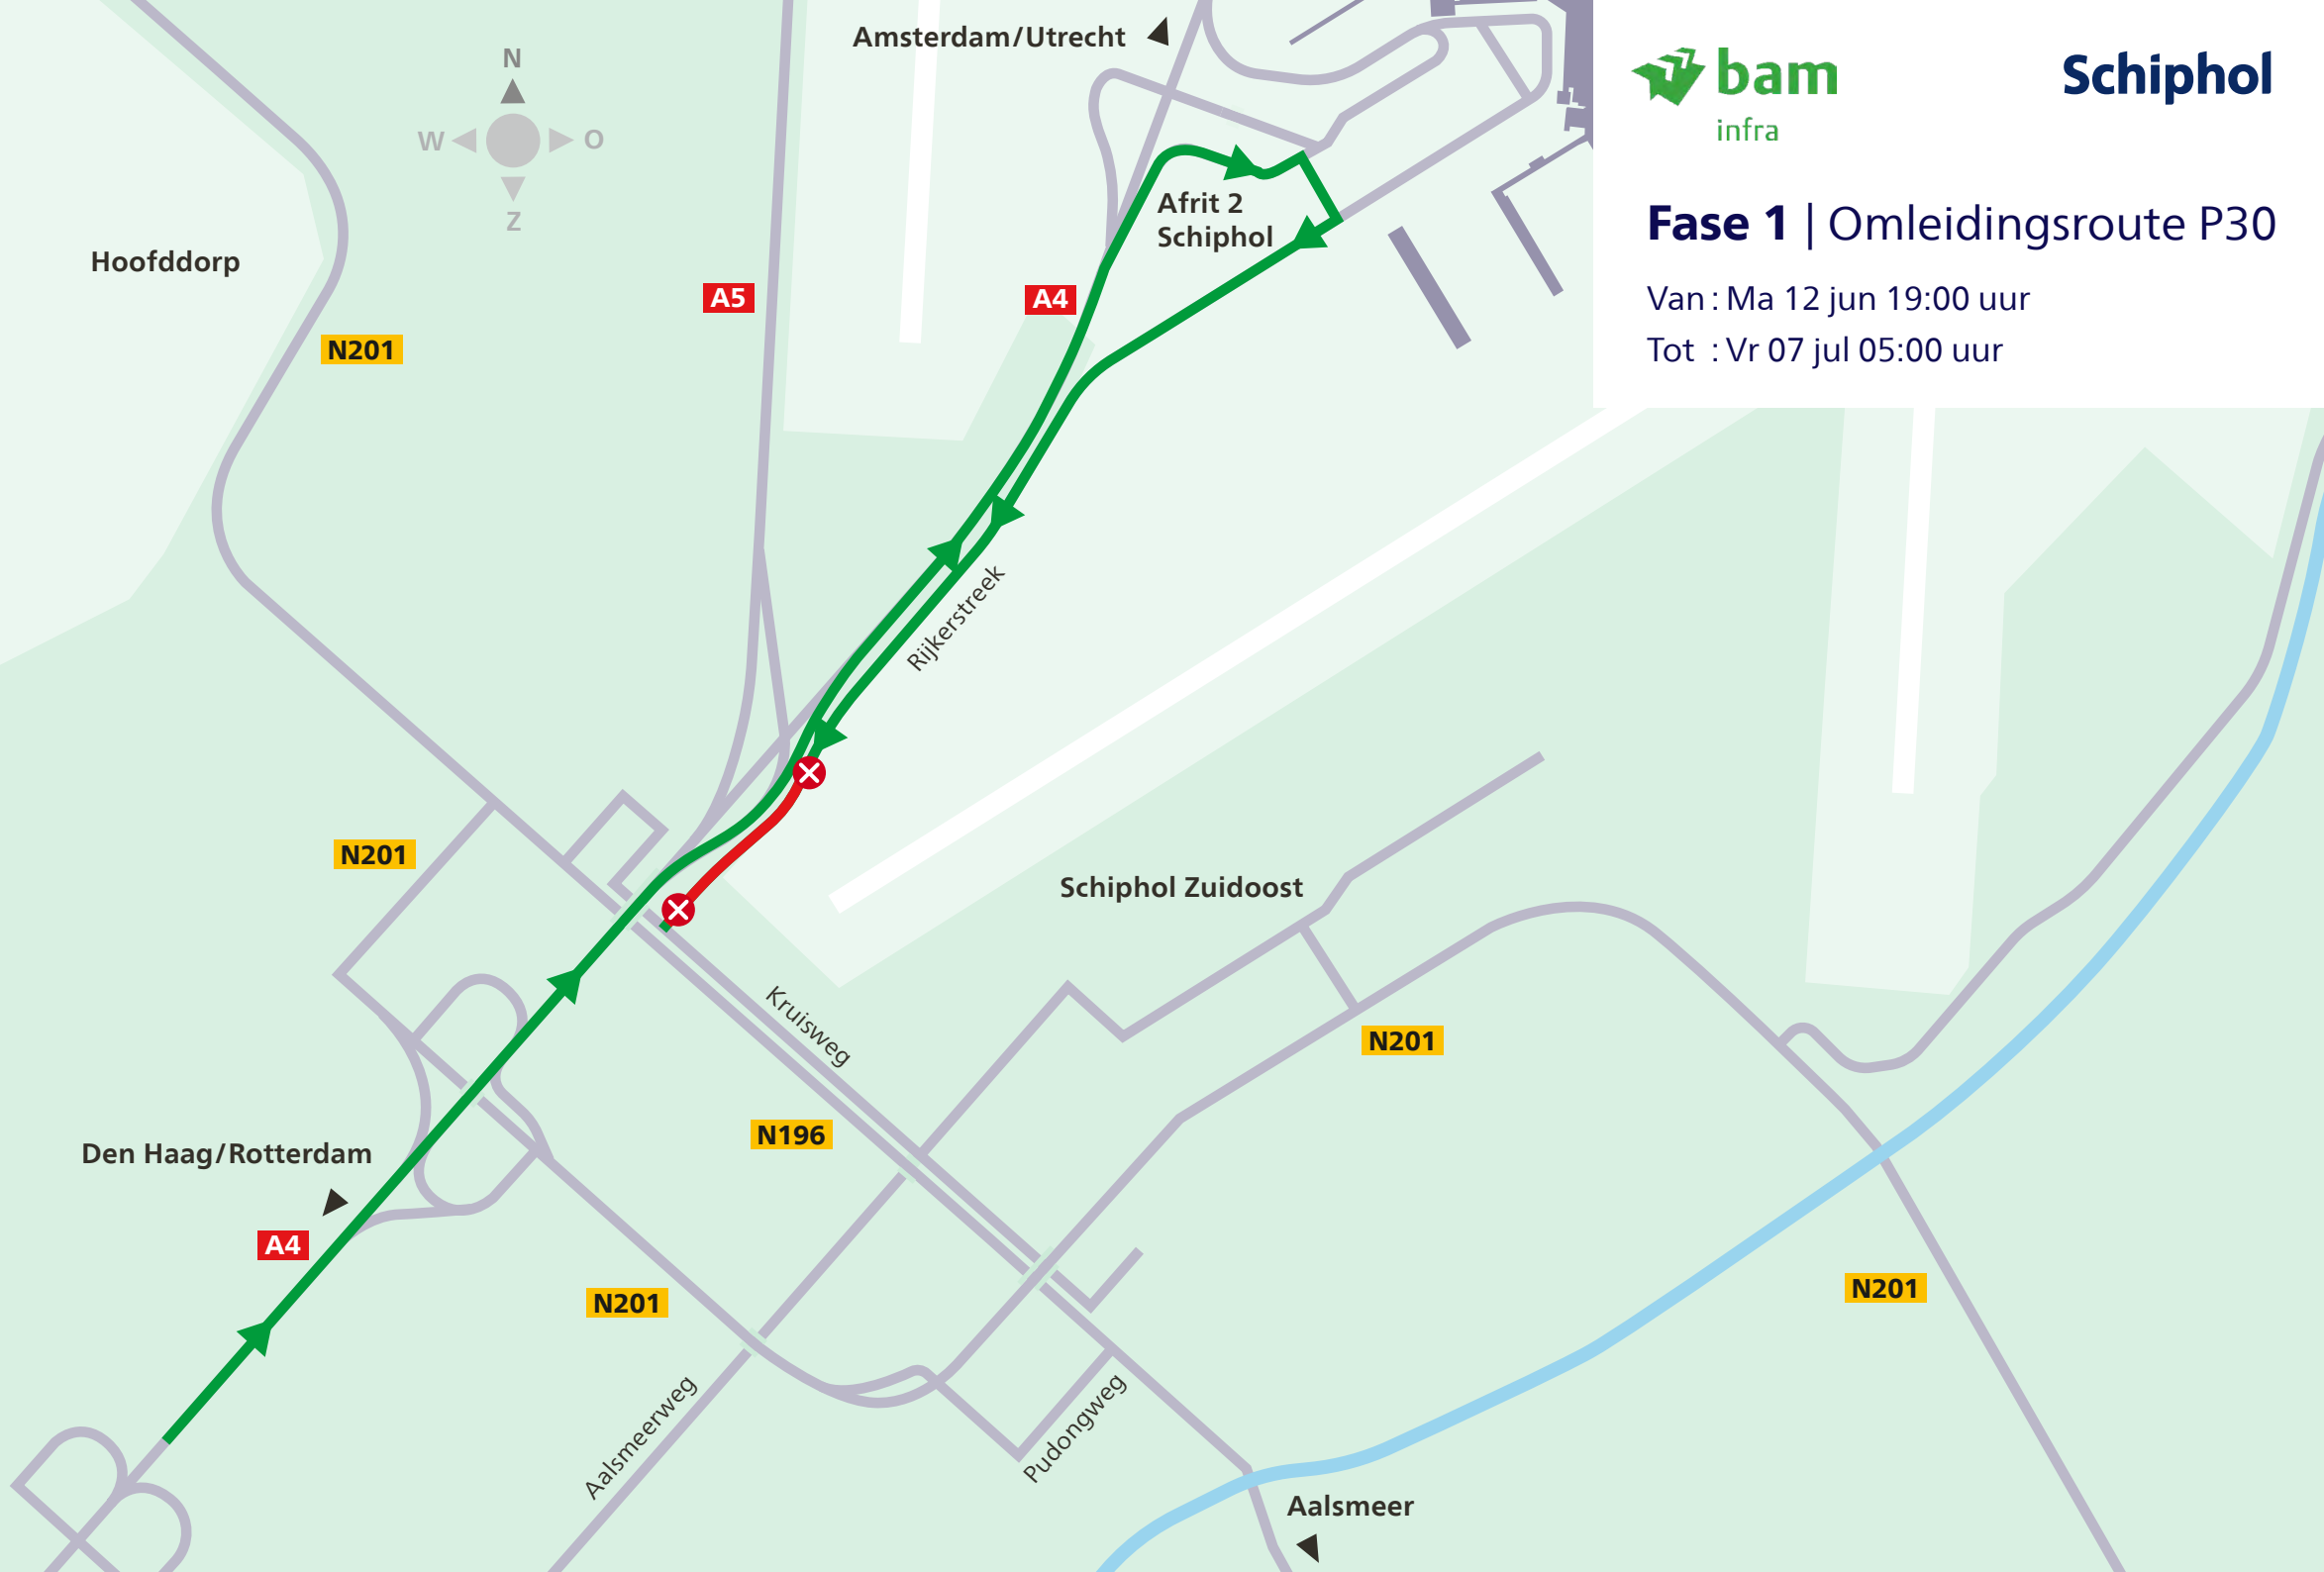 Amsterdam/Utrecht
bam
infra
Schiphol
N
W
O
Z
Fase 1 | Omleidingsroute P30
Van : Ma 12 jun 19:00 uur
Tot : Vr 07 jul 05:00 uur
Afrit 2
Schiphol
Hoofddorp
A5
A4
N201
Rijkerstreek
N201
Schiphol Zuidoost
Kruisweg
N201
N196
Den Haag/Rotterdam
A4
N201
N201
Aalsmeerweg
Pudongweg
Aalsmeer